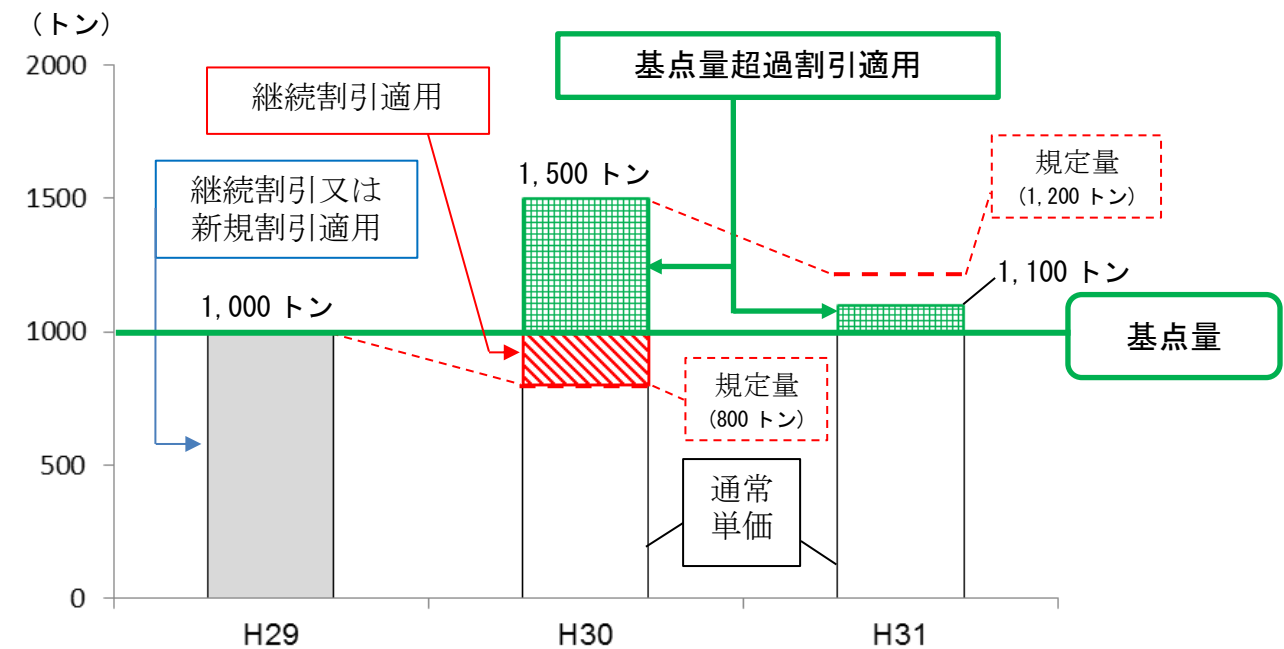 （トン）
2000
1500
1000
500
0
基点量超過割引適用
継続割引適用
継続割引又は
新規割引適用
1,000 トン
1,500 トン
規定量
(1,200 トン)
1,100 トン
基点量
規定量
(800 トン)
通常
単価
H29
H30
H31